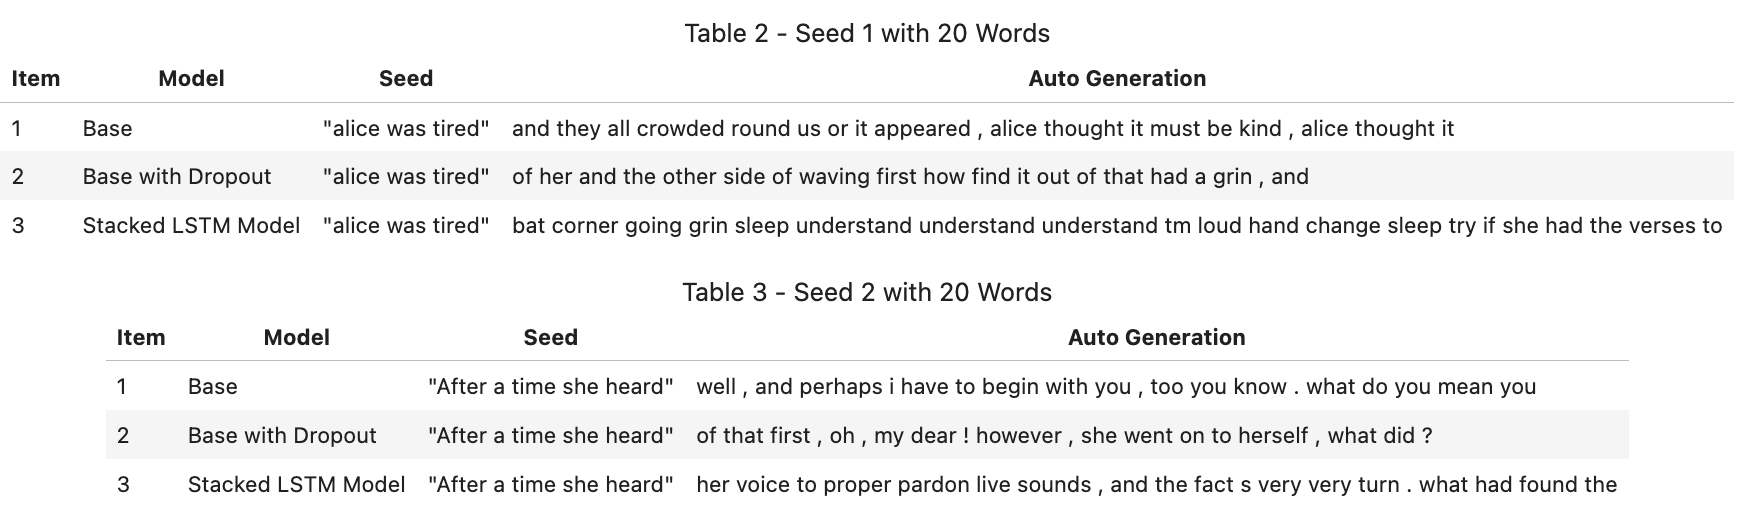 Table 2 - Seed 1 with 20 Words
Item Model Seed Auto Generation
1 Base "alice was tired" and they all crowded round us or it appeared , alice thought it must be kind , alice thought it
2 Base with Dropout "alice was tired" of her and the other side of waving first how find it out of that had a grin , and
3 Stacked LSTM Model "alice was tired" bat corner going grin sleep understand understand understand tm loud hand change sleep try if she had the verses to
Table 3 - Seed 2 with 20 Words
Item Model Seed Auto Generation
1 Base "After a time she heard" well , and perhaps i have to begin with you , too you know . what do you mean you
2 Base with Dropout "After a time she heard" of that first , oh , my dear ! however , she went on to herself , what did ?
3 Stacked LSTM Model "After a time she heard" her voice to proper pardon live sounds , and the fact s very very turn . what had found the